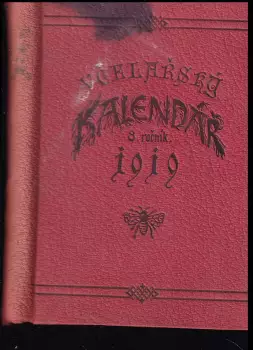 VČELAŘSKÝ
KALENDÁŘ
8. ročník.
1919